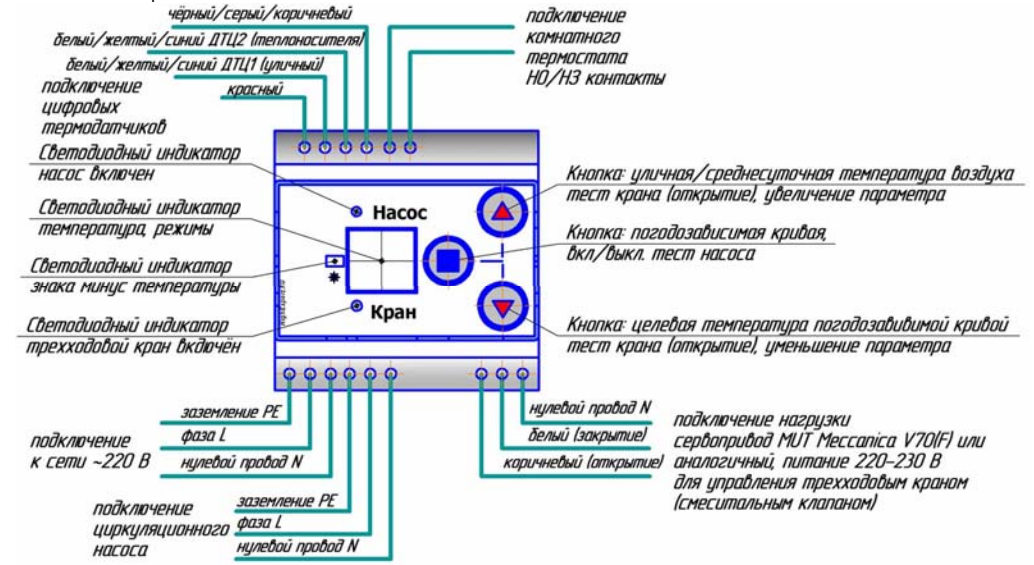 чёрный/серый/коричневый
белый/желтый/синий ДТЦ2 (теплоносителя)
белый/желтый/синий ДТЦ1 (уличный)
красный
подключение
цифровых
термодатчиков
подключение
комнатного
термостата
НО/НЗ контакты
Светодиодный индикатор
насос включен
Светодиодный индикатор
температура, режимы
Светодиодный индикатор
знака минус температуры
Светодиодный индикатор
трехходовой кран включён
Насос
Кран
Кнопка: уличная/среднесуточная температура воздуха
тест крана (открытие), увеличение параметра
Кнопка: погодозависимая кривая,
вкл/выкл. тест насоса
Кнопка: целевая температура погодозавивимой кривой
тест крана (открытие), уменьшение параметра
заземление PE
фаза L
нулевой провод N
подключение
к сети ~220 В
заземление PE
фаза L
нулевой провод N
подключение
циркуляционного
насоса
нулевой провод N
белый (закрытие)
коричневый (открытие)
подключение нагрузки
сервопривод MUT Meccanica V70(F) или
аналогичный, питание 220-230 В
для управления трехходовым краном
(смеситальным клапаном)